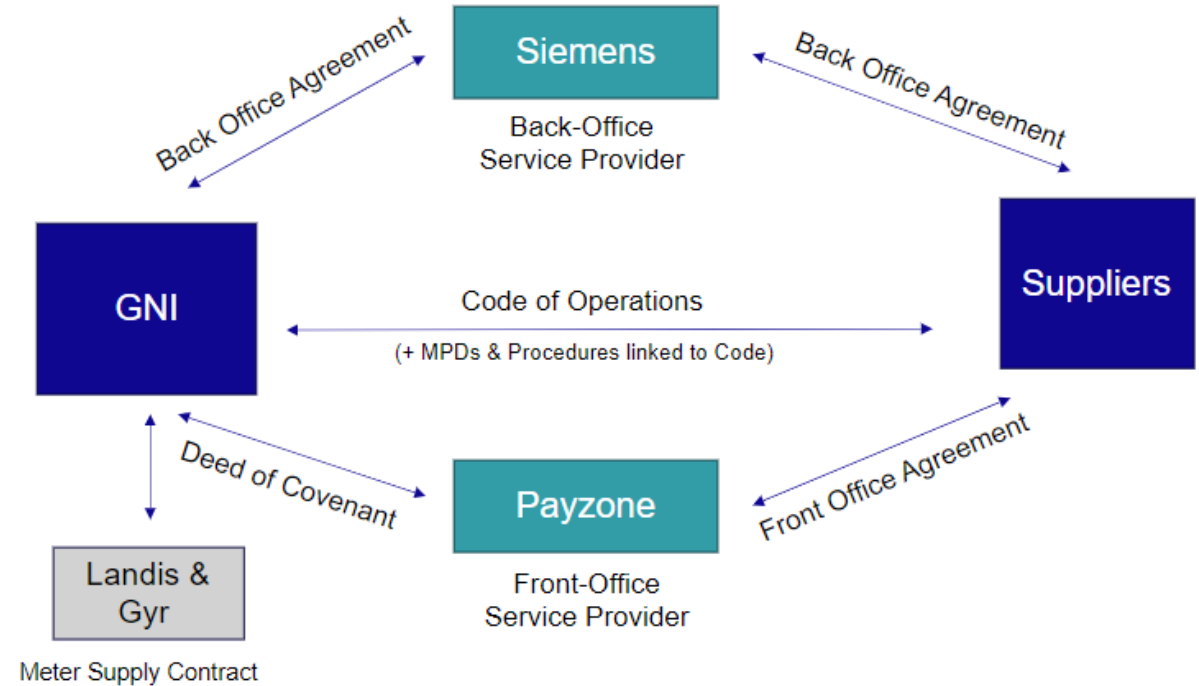 Siemens
Back Office Agreement
Back Office Agreement
Back-Office
Service Provider
GNI
Suppliers
Code of Operations
(+ MPDs & Procedures linked to Code)
Deed of Covenant
Payzone
Front Office Agreement
Landis &
Gyr
Front-Office
Service Provider
Meter Supply Contract